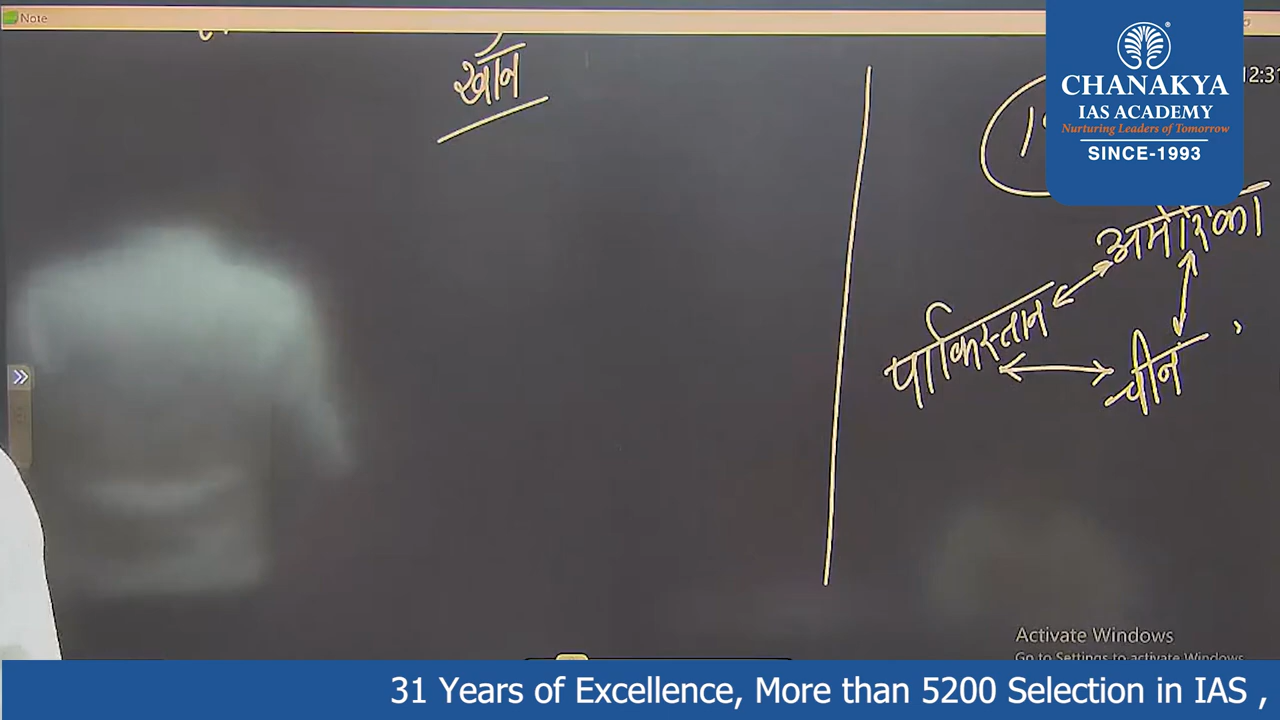 Note
खॉन
12:31
CHANAKYA
IAS ACADEMY
Nurturing Leaders of Tomorrow
SINCE-1993
अमेरिका
पाकिस्तान
चीन
Activate Windows
Go to Settings to activate Windows.
31 Years of Excellence, More than 5200 Selection in IAS ,